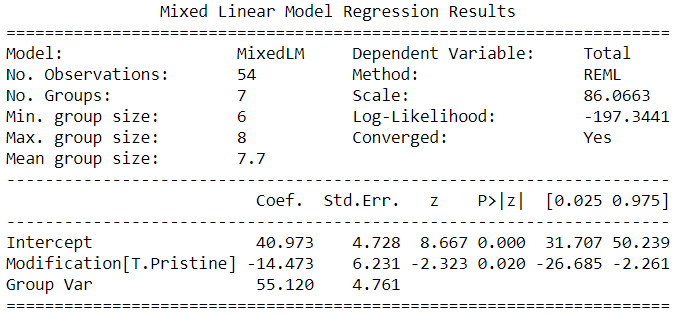 Mixed Linear Model Regression Results
======================================================================
Model:                 MixedLM    Dependent Variable:    Total
No. Observations:      54         Method:                REML
No. Groups:            7          Scale:                 86.0663
Min. group size:       6          Log-Likelihood:        -197.3441
Max. group size:       8          Converged:             Yes
Mean group size:       7.7
----------------------------------------------------------------------
Coef.  Std.Err.   z    P>|z|  [0.025 0.975]
----------------------------------------------------------------------
Intercept               40.973    4.728  8.667 0.000  31.707 50.239
Modification[T.Pristine] -14.473    6.231 -2.323 0.020 -26.685 -2.261
Group Var               55.120    4.761
======================================================================